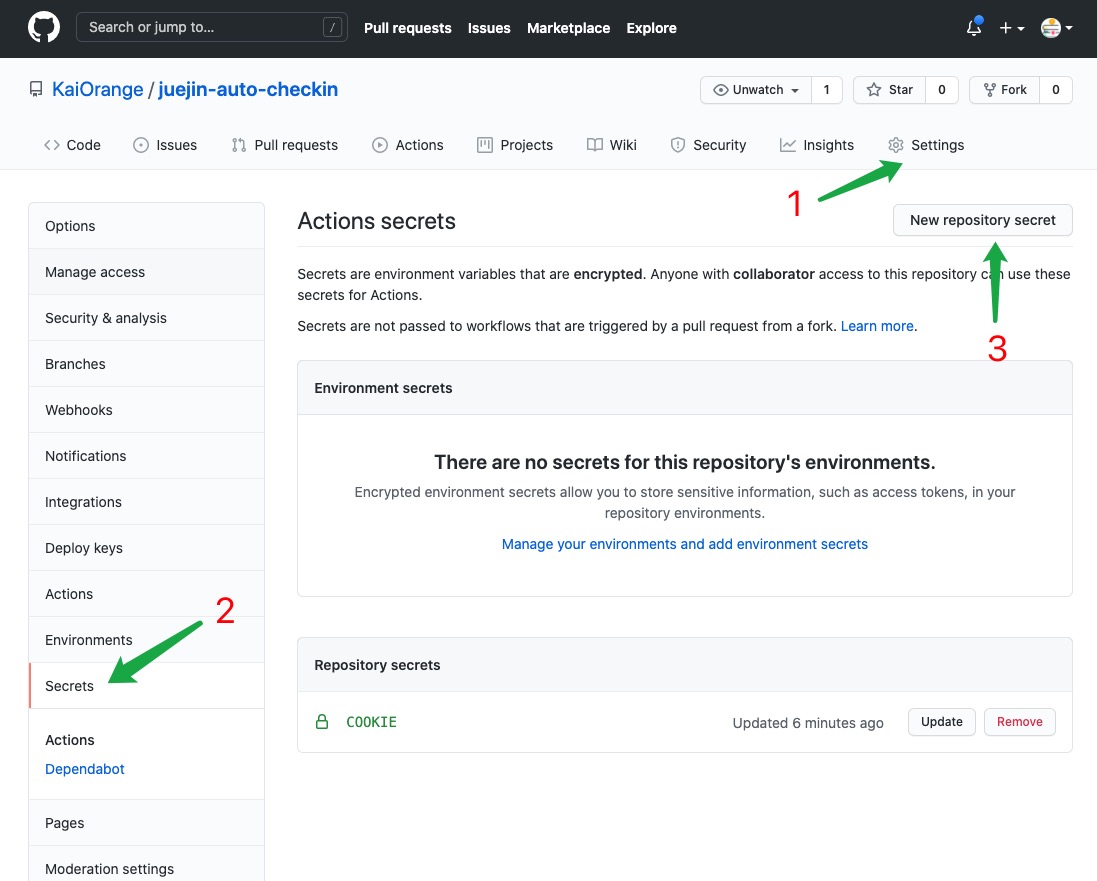 Search or jump to... /
Pull requests Issues Marketplace Explore
KaiOrange / juejin-auto-checkin
Unwatch 1 Star 0 Fork 0
Code Issues Pull requests Actions Projects Wiki Security Insights Settings
1
Options
Manage access
Security & analysis
Branches
Webhooks
Notifications
Integrations
Deploy keys
Actions
Environments
Secrets
2
Actions
Dependabot
Pages
Moderation settings
Actions secrets
New repository secret
Secrets are environment variables that are encrypted. Anyone with collaborator access to this repository can use these
secrets for Actions.
Secrets are not passed to workflows that are triggered by a pull request from a fork. Learn more.
3
Environment secrets
There are no secrets for this repository's environments.
Encrypted environment secrets allow you to store sensitive information, such as access tokens, in your
repository environments.
Manage your environments and add environment secrets
Repository secrets
COOKIE Updated 6 minutes ago Update Remove